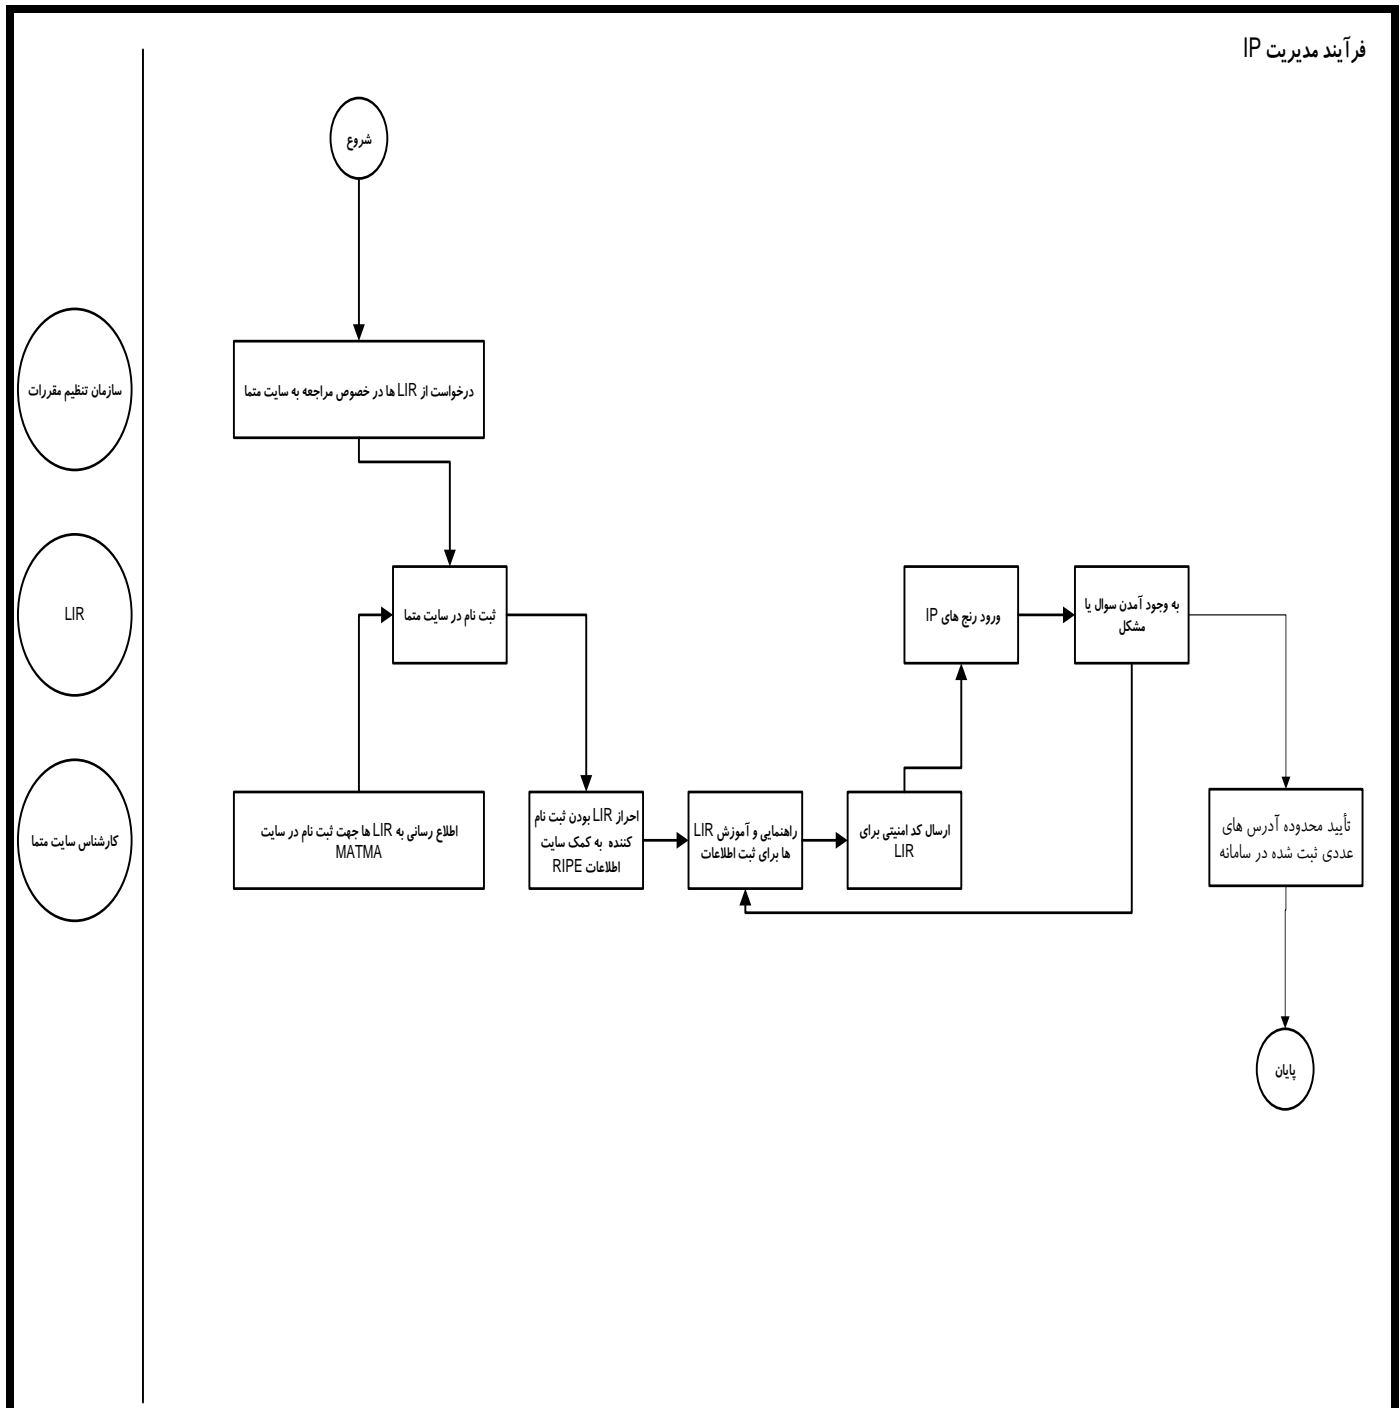 فرآیند مدیریت IP
شروع
سازمان تنظیم مقررات
درخواست از LIR ها در خصوص مراجعه به سایت متما
LIR
ثبت نام در سایت متما
ورود رنج های IP
به وجود آمدن سوال یا
مشکل
کارشناس سایت متما
اطلاع رسانی به LIR ها جهت ثبت نام در سایت
MATMA
احراز LIR بودن ثبت نام
کننده به کمک سایت
اطلاعات RIPE
راهنمایی و آموزش LIR
ها برای ثبت اطلاعات
ارسال کد امنیتی برای
LIR
تأیید محدوده آدرس های
عددی ثبت شده در سامانه
پایان